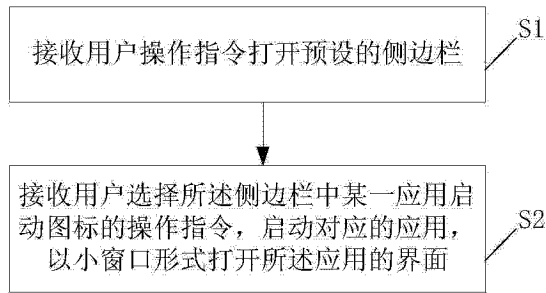 接收用户操作指令打开预设的侧边栏
S1
接收用户选择所述侧边栏中某一应用启
动图标的操作指令，启动对应的应用，
以小窗口形式打开所述应用的界面
S2